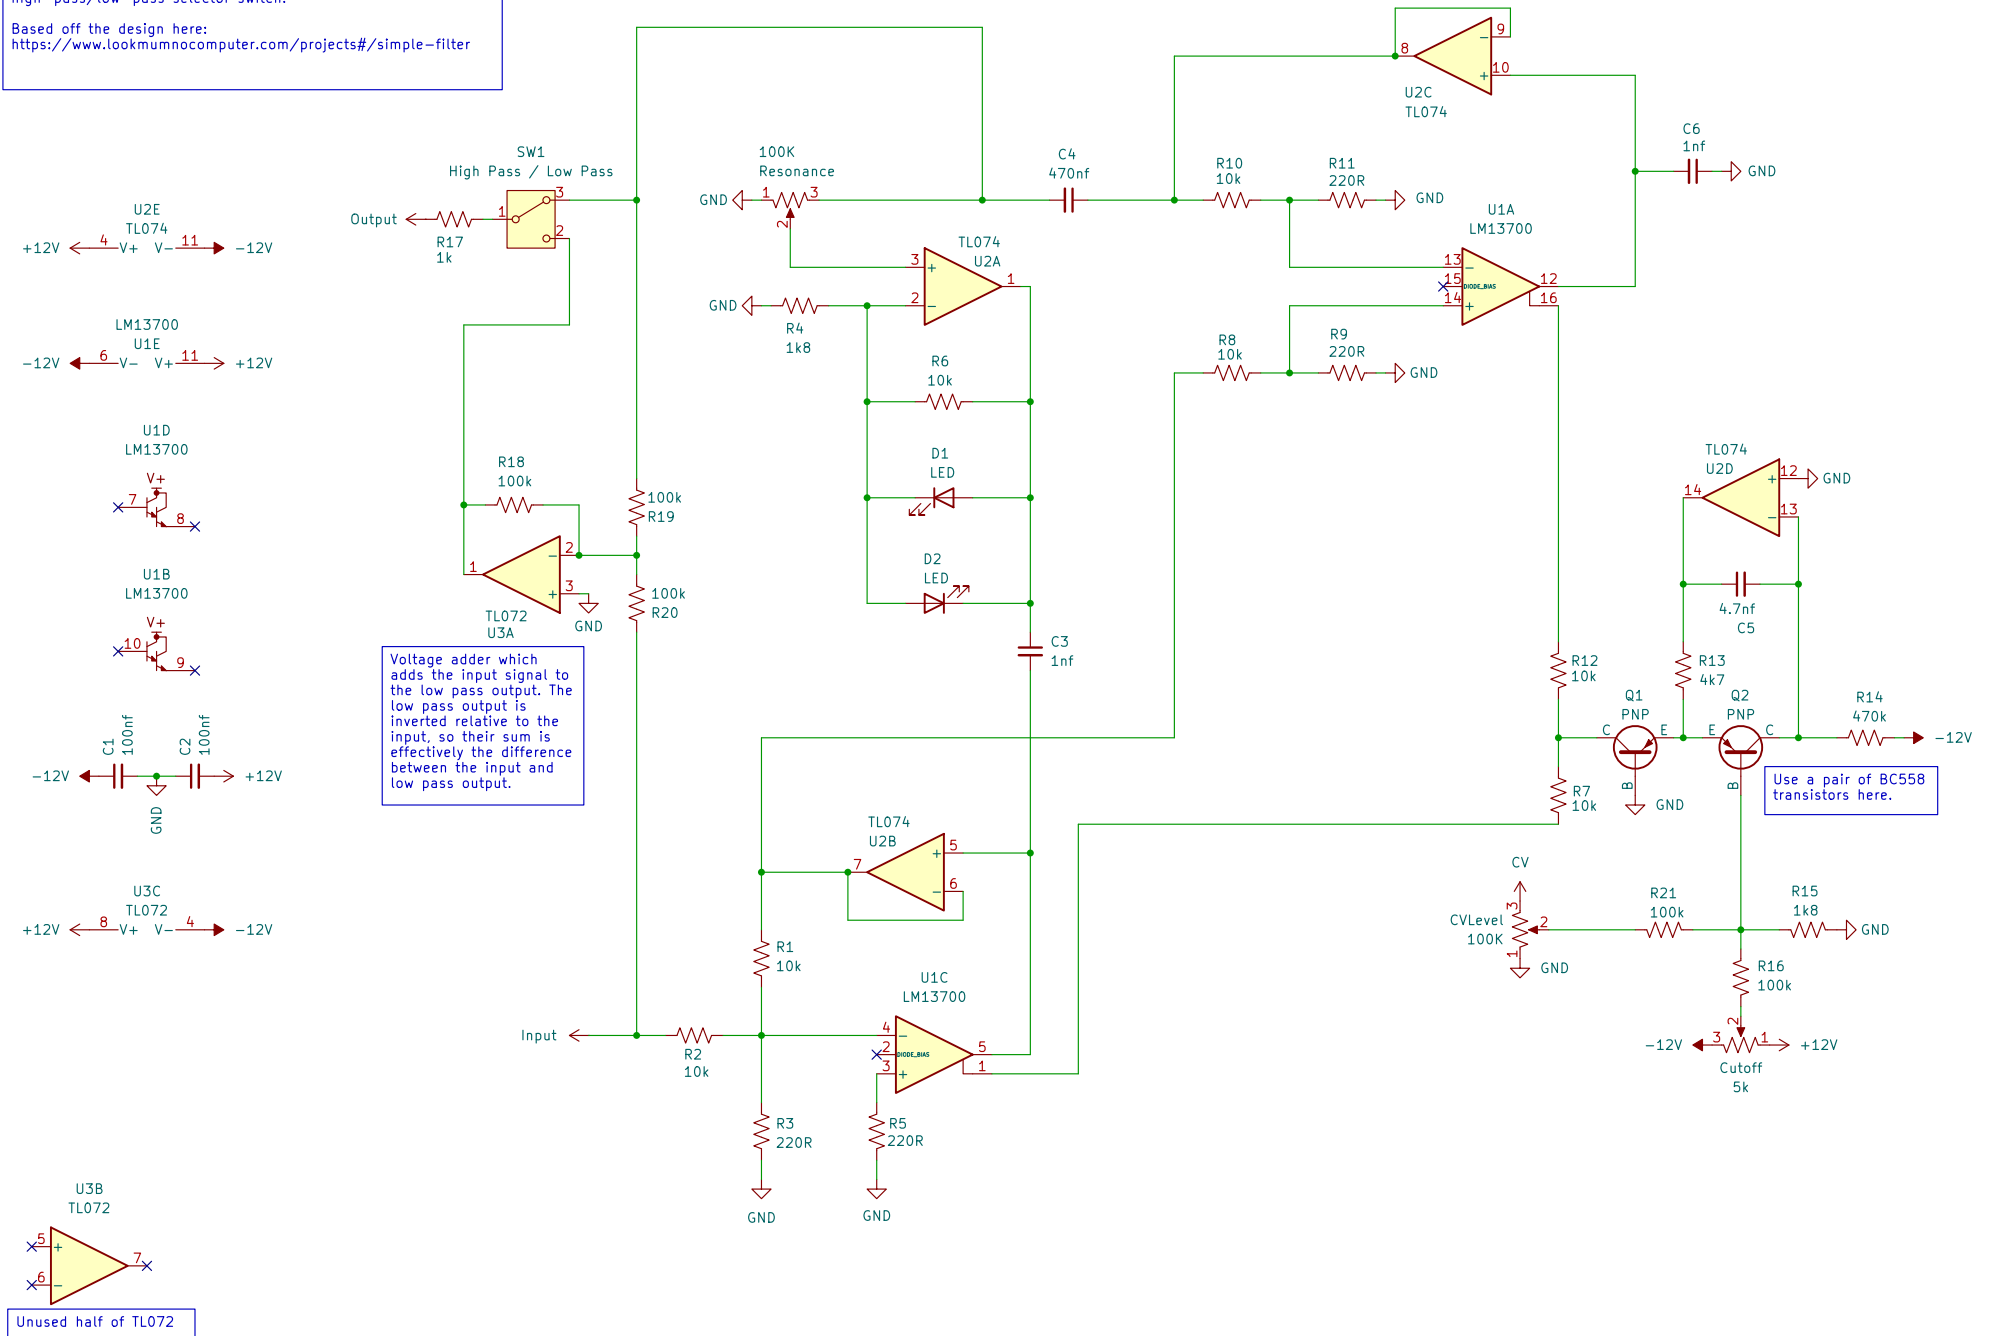 high-pass/low-pass selector switch.
Based off the design here:
https://www.lookmumnocomputer.com/projects#/simple-filter
8
9
10
−
+
U2C
TL074
C6
1nf
GND
SW1
High Pass / Low Pass
3
1
2
Output
R17
1k
100K
Resonance
GND
1
3
2
C4
470nf
R10
10k
R11
220R
GND
U1A
LM13700
13
−
15
DIODE_BIAS
14
+
12
16
U2E
TL074
+12V
4
V+
V−
11
−12V
TL074
U2A
3
+
2
−
1
GND
R4
1k8
LM13700
U1E
−12V
6
V−
V+
11
+12V
R8
10k
R9
220R
GND
R6
10k
U1D
LM13700
V+
7
8
D1
LED
R18
100k
100k
R19
TL074
U2D
14
12
+
13
−
GND
U1B
LM13700
V+
10
9
1
2
−
3
+
TL072
U3A
GND
100k
R20
D2
LED
C3
1nf
4.7nf
C5
Voltage adder which
adds the input signal to
the low pass output. The
low pass output is
inverted relative to the
input, so their sum is
effectively the difference
between the input and
low pass output.
R12
10k
R13
4k7
Q1
PNP
C
E
B
GND
Q2
PNP
E
C
B
R14
470k
−12V
Use a pair of BC558
transistors here.
R7
10k
C1
100nf
C2
100nf
−12V
+12V
GND
TL074
U2B
7
5
+
6
−
CV
3
CVLevel
100K
2
1
GND
R21
100k
R15
1k8
GND
R16
100k
U3C
TL072
+12V
8
V+
V−
4
−12V
R1
10k
U1C
LM13700
4
−
2
DIODE_BIAS
3
+
5
1
Input
R2
10k
2
−12V
3
1
+12V
Cutoff
5k
R3
220R
GND
R5
220R
GND
U3B
TL072
5
+
6
−
7
Unused half of TL072